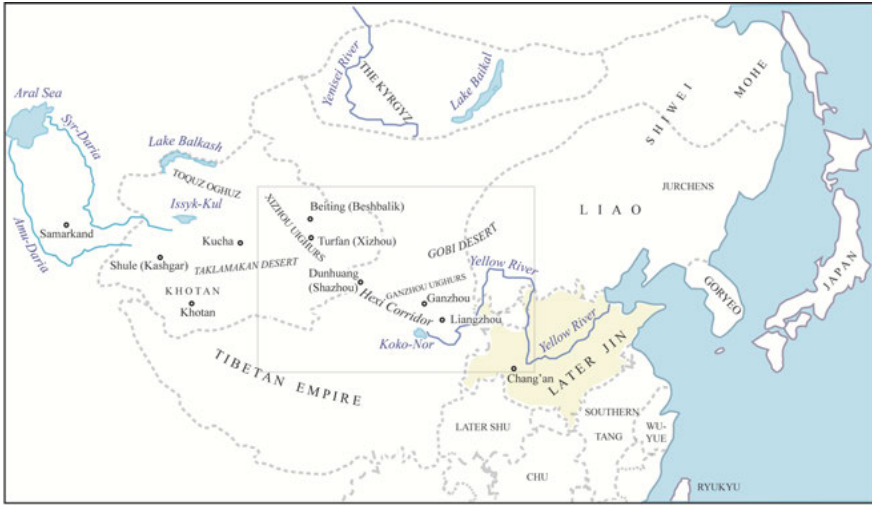 Aral Sea
Syr-Daria
Amu-Daria
Samarkand
Lake Balkash
TOQUZ OGHUZ
Issyk-Kul
Kucha
Shule (Kashgar)
TAKLAMAKAN DESERT
KHOTAN
Khotan
Yenisei River
THE KYRGYZ
Lake Baikal
XIZHOU UIGHURS
Beiting (Beshbalik)
Turfan (Xizhou)
Dunhuang
(Shazhou)
GOBI DESERT
GANZHOU UIGHURS
Ganzhou
Hexi Corridor
Liangzhou
Koko-Nor
Yellow River
Yellow River
LATER JIN
Chang'an
TIBETAN EMPIRE
SHIWEI
MOHE
JURCHENS
LIAO
GORYEO
JAPAN
LATER SHU
CHU
SOUTHERN
TANG
WU-
YUE
RYUKYU